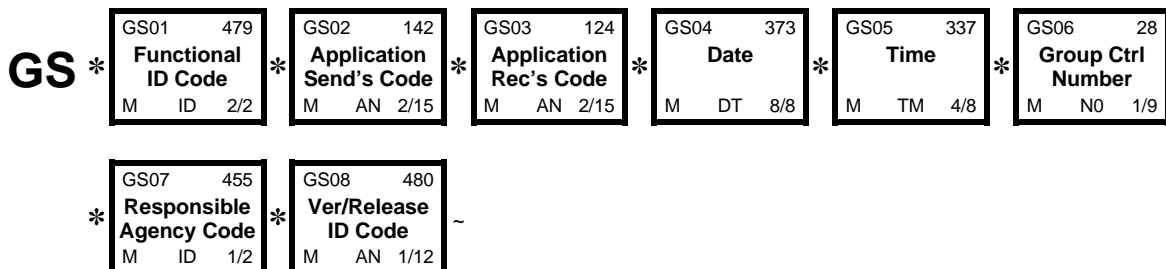 GS * GS01 479 * GS02 142 * GS03 124 * GS04 373 * GS05 337 * GS06 28
Functional Application Application Date Time Group Ctrl
ID Code Send's Code Rec's Code Number
M ID 2/2 M AN 2/15 M AN 2/15 M DT 8/8 M TM 4/8 M N0 1/9
* GS07 455 * GS08 480 ~
Responsible Ver/Release
Agency Code ID Code
M ID 1/2 M AN 1/12